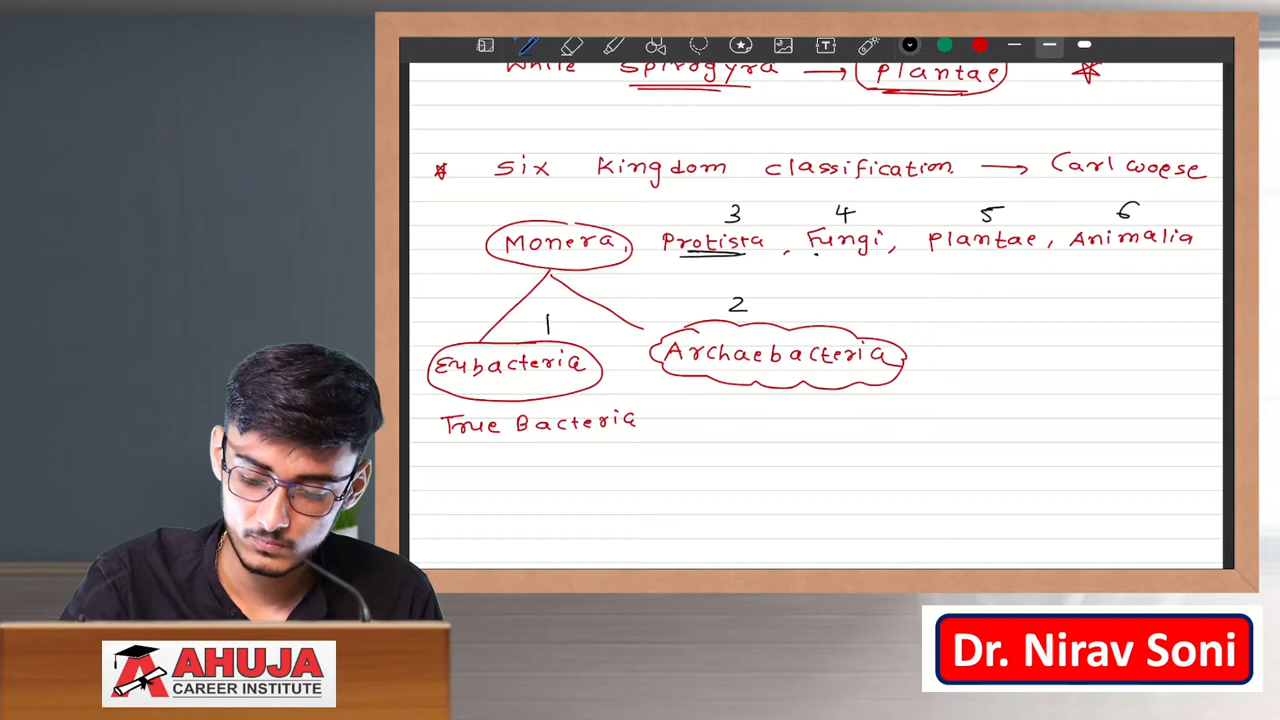 While Spirogyra → Plantae
Six Kingdom classification → Carl woese
3 4 5 6
Monera, Protista, Fungi, Plantae, Animalia
1 2
Eubacteria Archaebacteria
True Bacteria
AHUJA
CAREER INSTITUTE
Dr. Nirav Soni